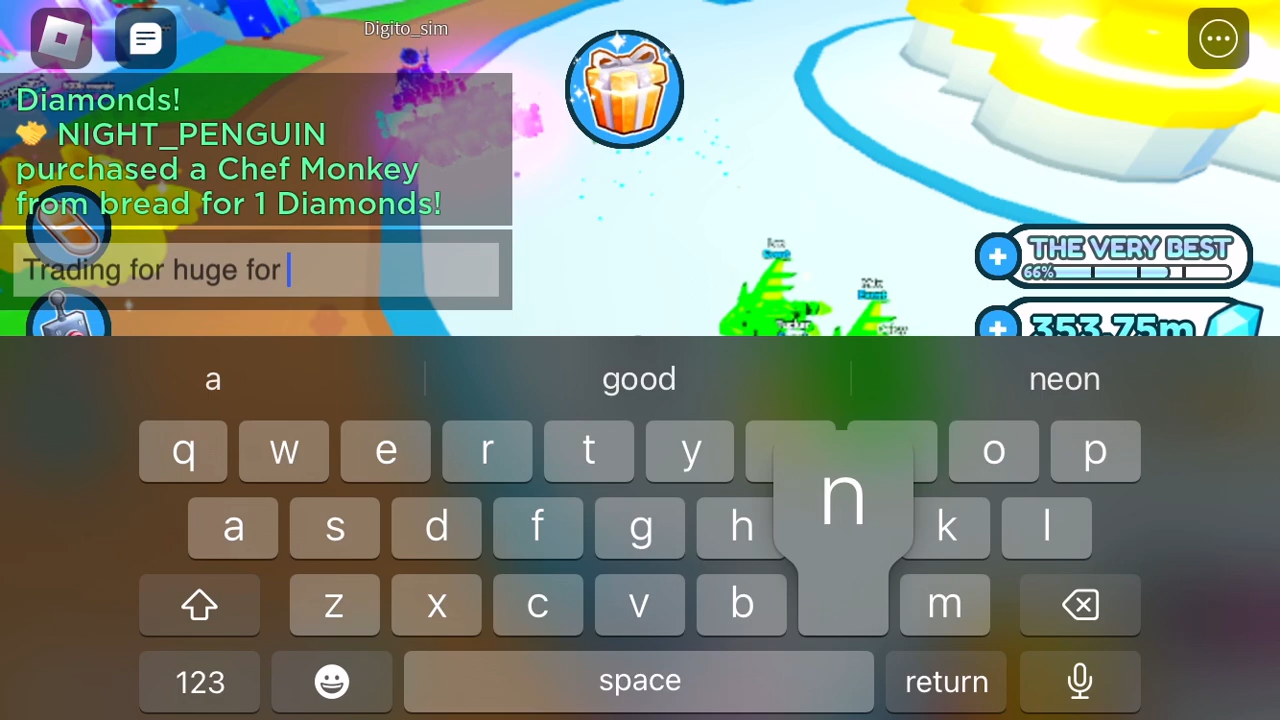 Digito_sim
Diamonds!
🤝 NIGHT_PENGUIN
purchased a Chef Monkey
from bread for 1 Diamonds!
Trading for huge for
THE VERY BEST
66%
353.75m
a good neon
q w e r t y o p
n
a s d f g h k l
z x c v b m
123 space return